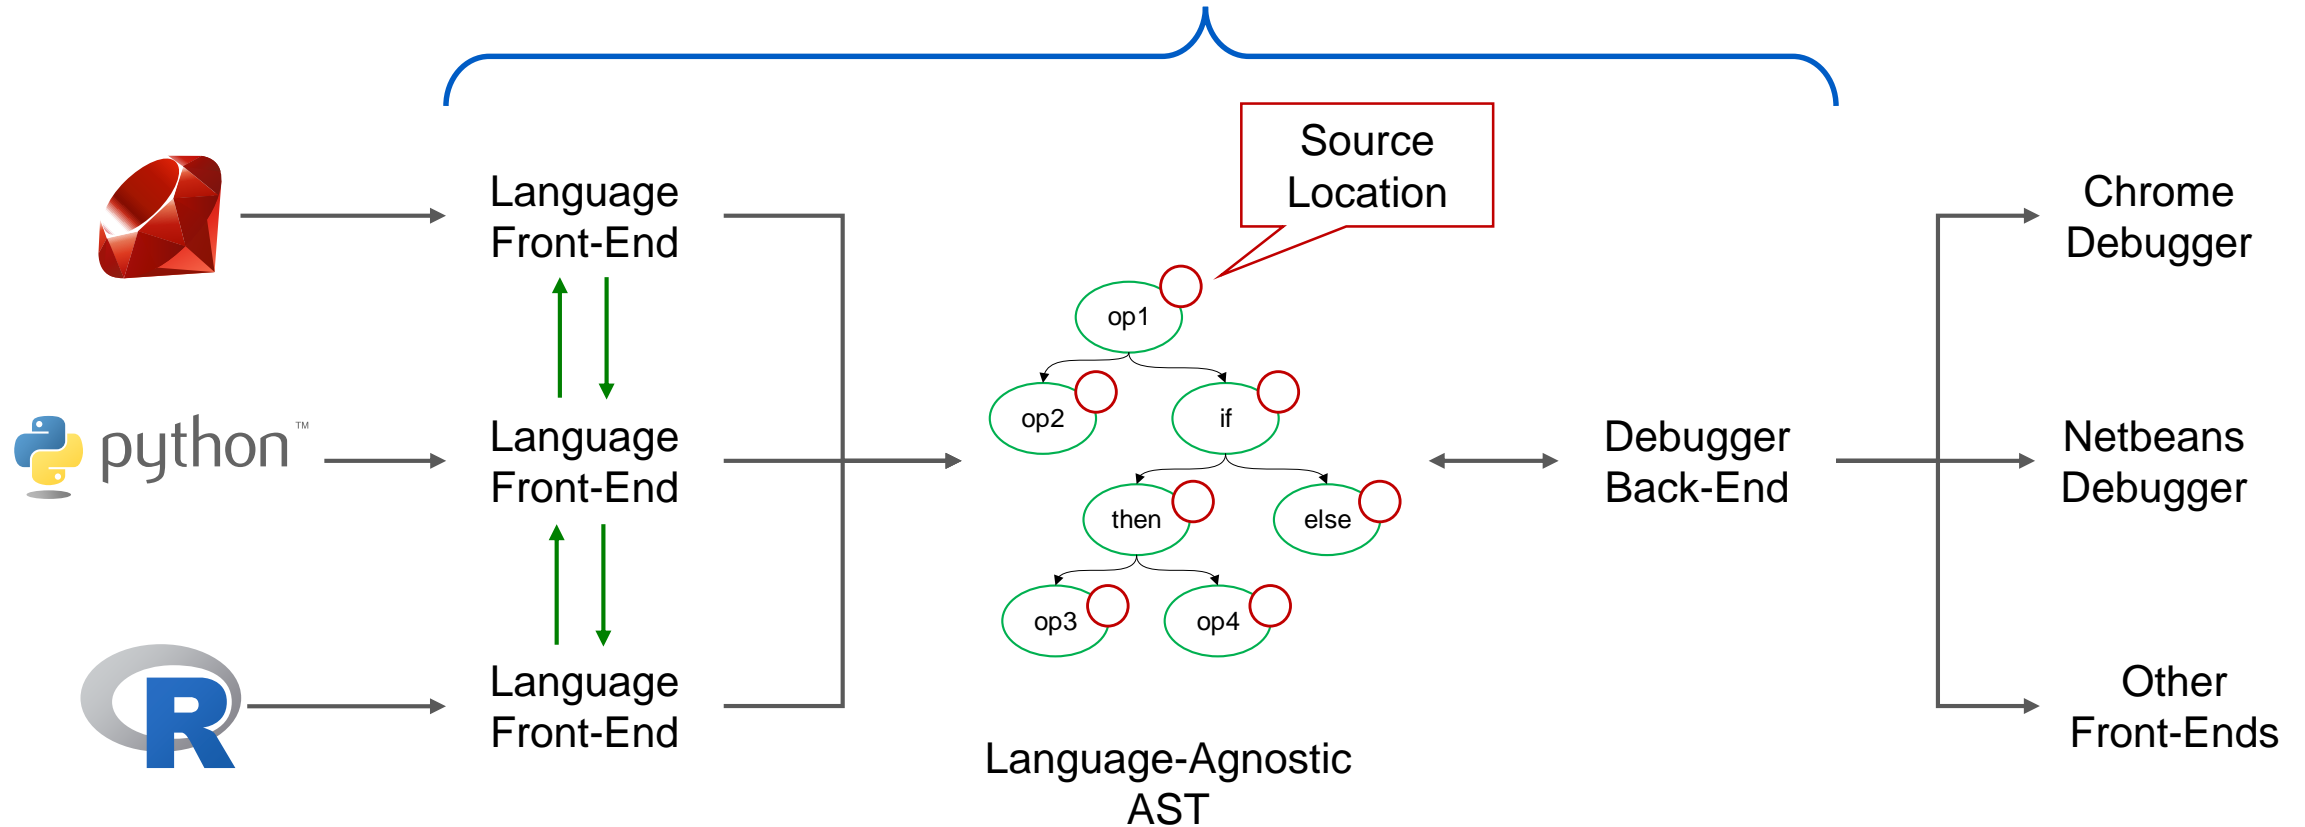 Source
Location
Language
Front-End
Chrome
Debugger
op1
op2
if
python™
Language
Front-End
Debugger
Back-End
Netbeans
Debugger
then
else
op3
op4
R
Language
Front-End
Other
Front-Ends
Language-Agnostic
AST